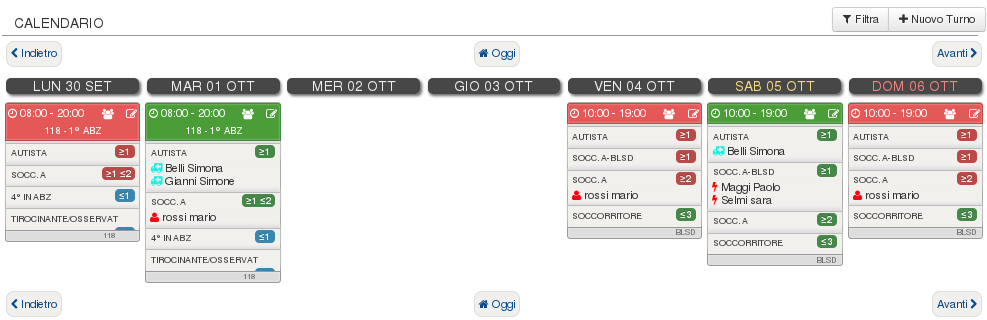 CALENDARIO
Filtra
Nuovo Turno
Indietro
Oggi
Avanti
LUN 30 SET
MAR 01 OTT
MER 02 OTT
GIO 03 OTT
VEN 04 OTT
SAB 05 OTT
DOM 06 OTT
08:00 - 20:00
118 - 1° ABZ
AUTISTA ≥1
SOCC. A ≥1 ≤2
4° IN ABZ ≤1
TIROCINANTE/OSSERVAT
118
08:00 - 20:00
118 - 1° ABZ
AUTISTA ≥1
Belli Simona
Gianni Simone
SOCC. A ≥1 ≤2
rossi mario
4° IN ABZ ≤1
TIROCINANTE/OSSERVAT
118
10:00 - 19:00
AUTISTA ≥1
SOCC. A-BLSD ≥1
SOCC. A ≥2
rossi mario
SOCCORRITORE ≤3
BLSD
10:00 - 19:00
AUTISTA ≥1
Belli Simona
SOCC. A-BLSD ≥1
Maggi Paolo
Selmi sara
SOCC. A ≥2
SOCCORRITORE ≤3
BLSD
10:00 - 19:00
AUTISTA ≥1
SOCC. A-BLSD ≥1
SOCC. A ≥2
rossi mario
SOCCORRITORE ≤3
BLSD
Indietro
Oggi
Avanti